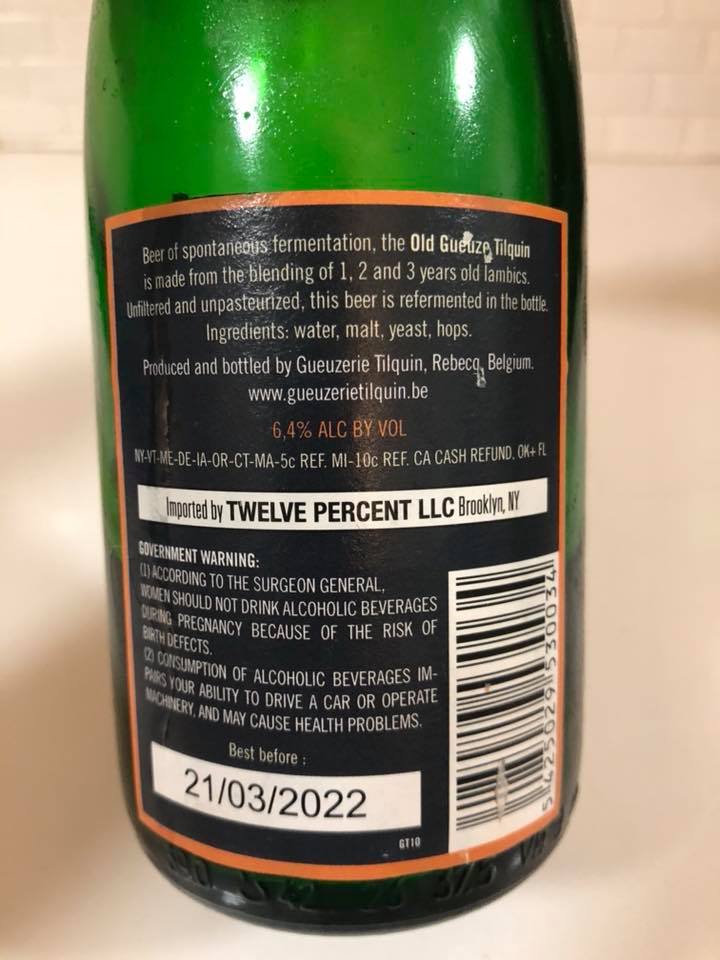 Beer of spontaneous fermentation, the Old Gueuze Tilquin
is made from the blending of 1, 2 and 3 years old lambics.
Unfiltered and unpasteurized, this beer is refermented in the bottle.
Ingredients: water, malt, yeast, hops.
Produced and bottled by Gueuzerie Tilquin, Rebecq, Belgium.
www.gueuzerietilquin.be
6,4% ALC BY VOL
NY-VT-ME-DE-IA-OR-CT-MA-5c REF. MI-10c REF. CA CASH REFUND. OK+ FL
Imported by TWELVE PERCENT LLC Brooklyn, NY
GOVERNMENT WARNING:
(1) ACCORDING TO THE SURGEON GENERAL,
WOMEN SHOULD NOT DRINK ALCOHOLIC BEVERAGES
DURING PREGNANCY BECAUSE OF THE RISK OF
BIRTH DEFECTS.
(2) CONSUMPTION OF ALCOHOLIC BEVERAGES IM-
PAIRS YOUR ABILITY TO DRIVE A CAR OR OPERATE
MACHINERY, AND MAY CAUSE HEALTH PROBLEMS.
5 425029 530034
Best before :
21/03/2022
GT10